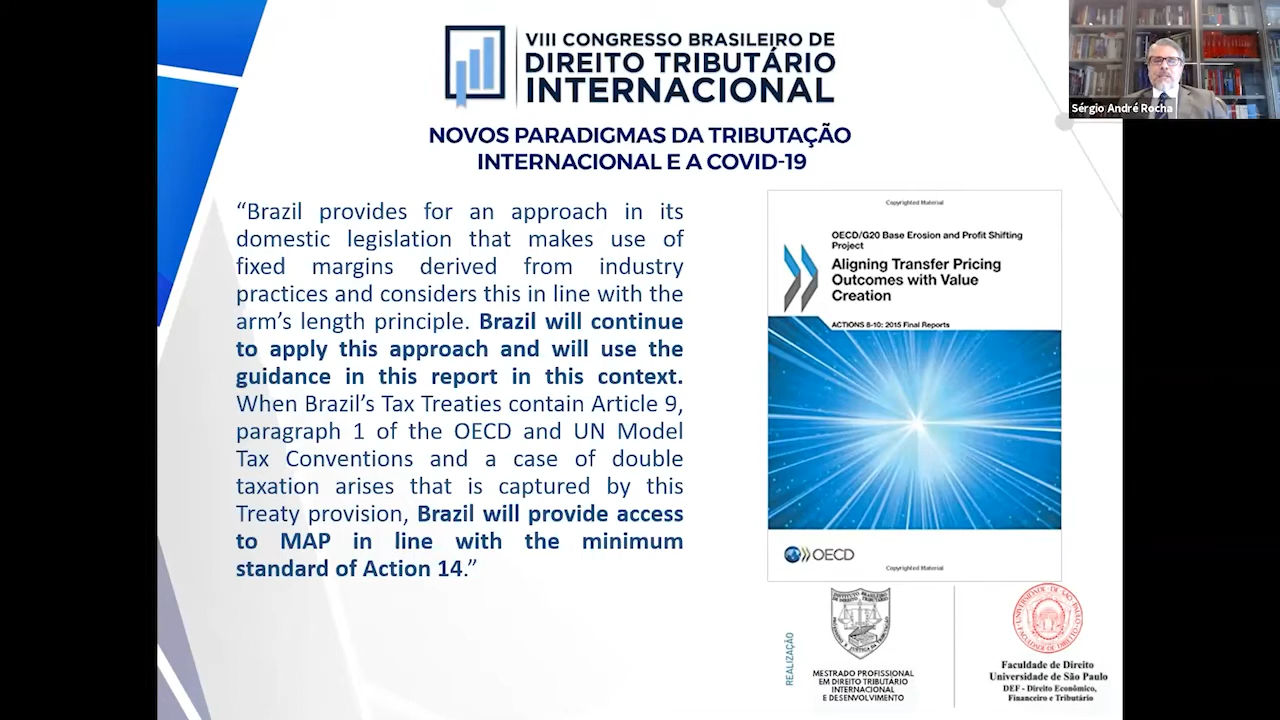 VIII CONGRESSO BRASILEIRO DE
DIREITO TRIBUTÁRIO
INTERNACIONAL
NOVOS PARADIGMAS DA TRIBUTAÇÃO
INTERNACIONAL E A COVID-19
Sérgio André Rocha
“Brazil provides for an approach in its
domestic legislation that makes use of
fixed margins derived from industry
practices and considers this in line with the
arm’s length principle. Brazil will continue
to apply this approach and will use the
guidance in this report in this context.
When Brazil’s Tax Treaties contain Article 9,
paragraph 1 of the OECD and UN Model
Tax Conventions and a case of double
taxation arises that is captured by this
Treaty provision, Brazil will provide access
to MAP in line with the minimum
standard of Action 14.”
Copyrighted Material
OECD/G20 Base Erosion and Profit Shifting
Project
Aligning Transfer Pricing
Outcomes with Value
Creation
ACTIONS 8-10: 2015 Final Reports
OECD
Copyrighted Material
REALIZAÇÃO
INSTITUTO BRASILEIRO
DE DIREITO TRIBUTÁRIO
MESTRADO PROFISSIONAL
EM DIREITO TRIBUTÁRIO
INTERNACIONAL
E DESENVOLVIMENTO
Faculdade de Direito
Universidade de São Paulo
DEF - Direito Econômico,
Financeiro e Tributário